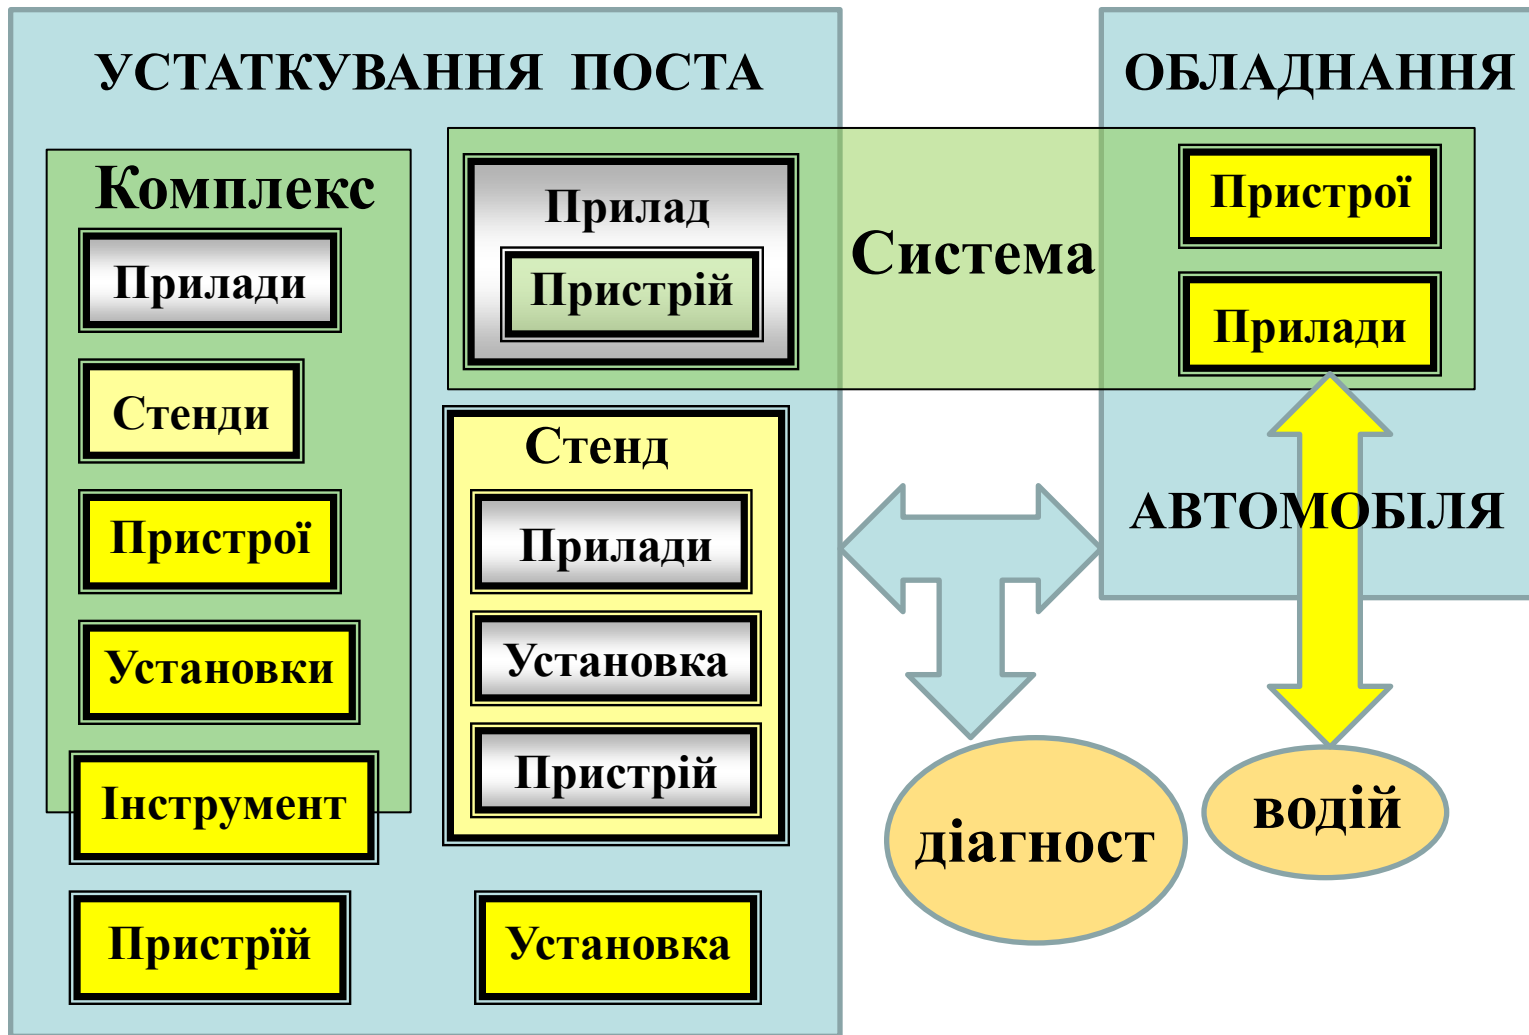 УСТАТКУВАННЯ ПОСТА
Комплекс
Прилади
Стенди
Пристрої
Установки
Інструмент
Пристрїй
Прилад
Пристрій
Система
Стенд
Прилади
Установка
Пристрій
Установка
ОБЛАДНАННЯ
Пристрої
Прилади
АВТОМОБІЛЯ
діагност
водій